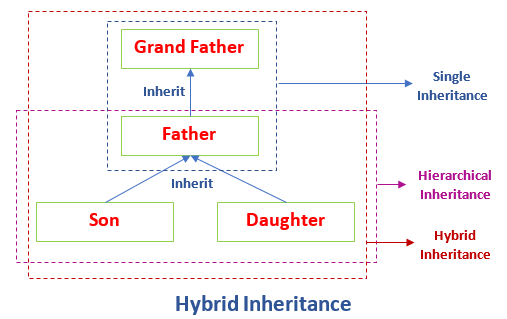 Grand Father
Inherit
Single
Inheritance
Father
Inherit
Hierarchical
Inheritance
Son
Daughter
Hybrid
Inheritance
Hybrid Inheritance